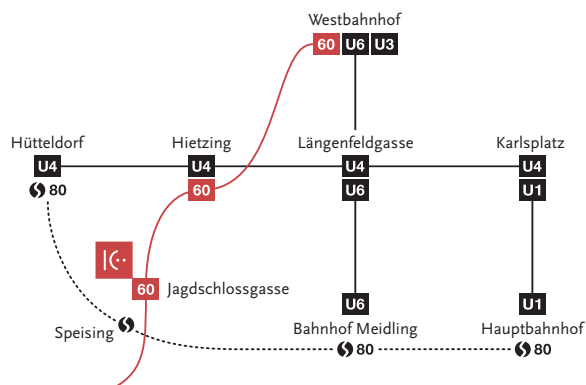 Westbahnhof
60 U6 U3
Hütteldorf
Hietzing
Längenfeldgasse
Karlsplatz
U4
U4
U4
U4
80
60
U6
U1
60
Jagdschlossgasse
U6
U1
Speising
Bahnhof Meidling
Hauptbahnhof
80
80